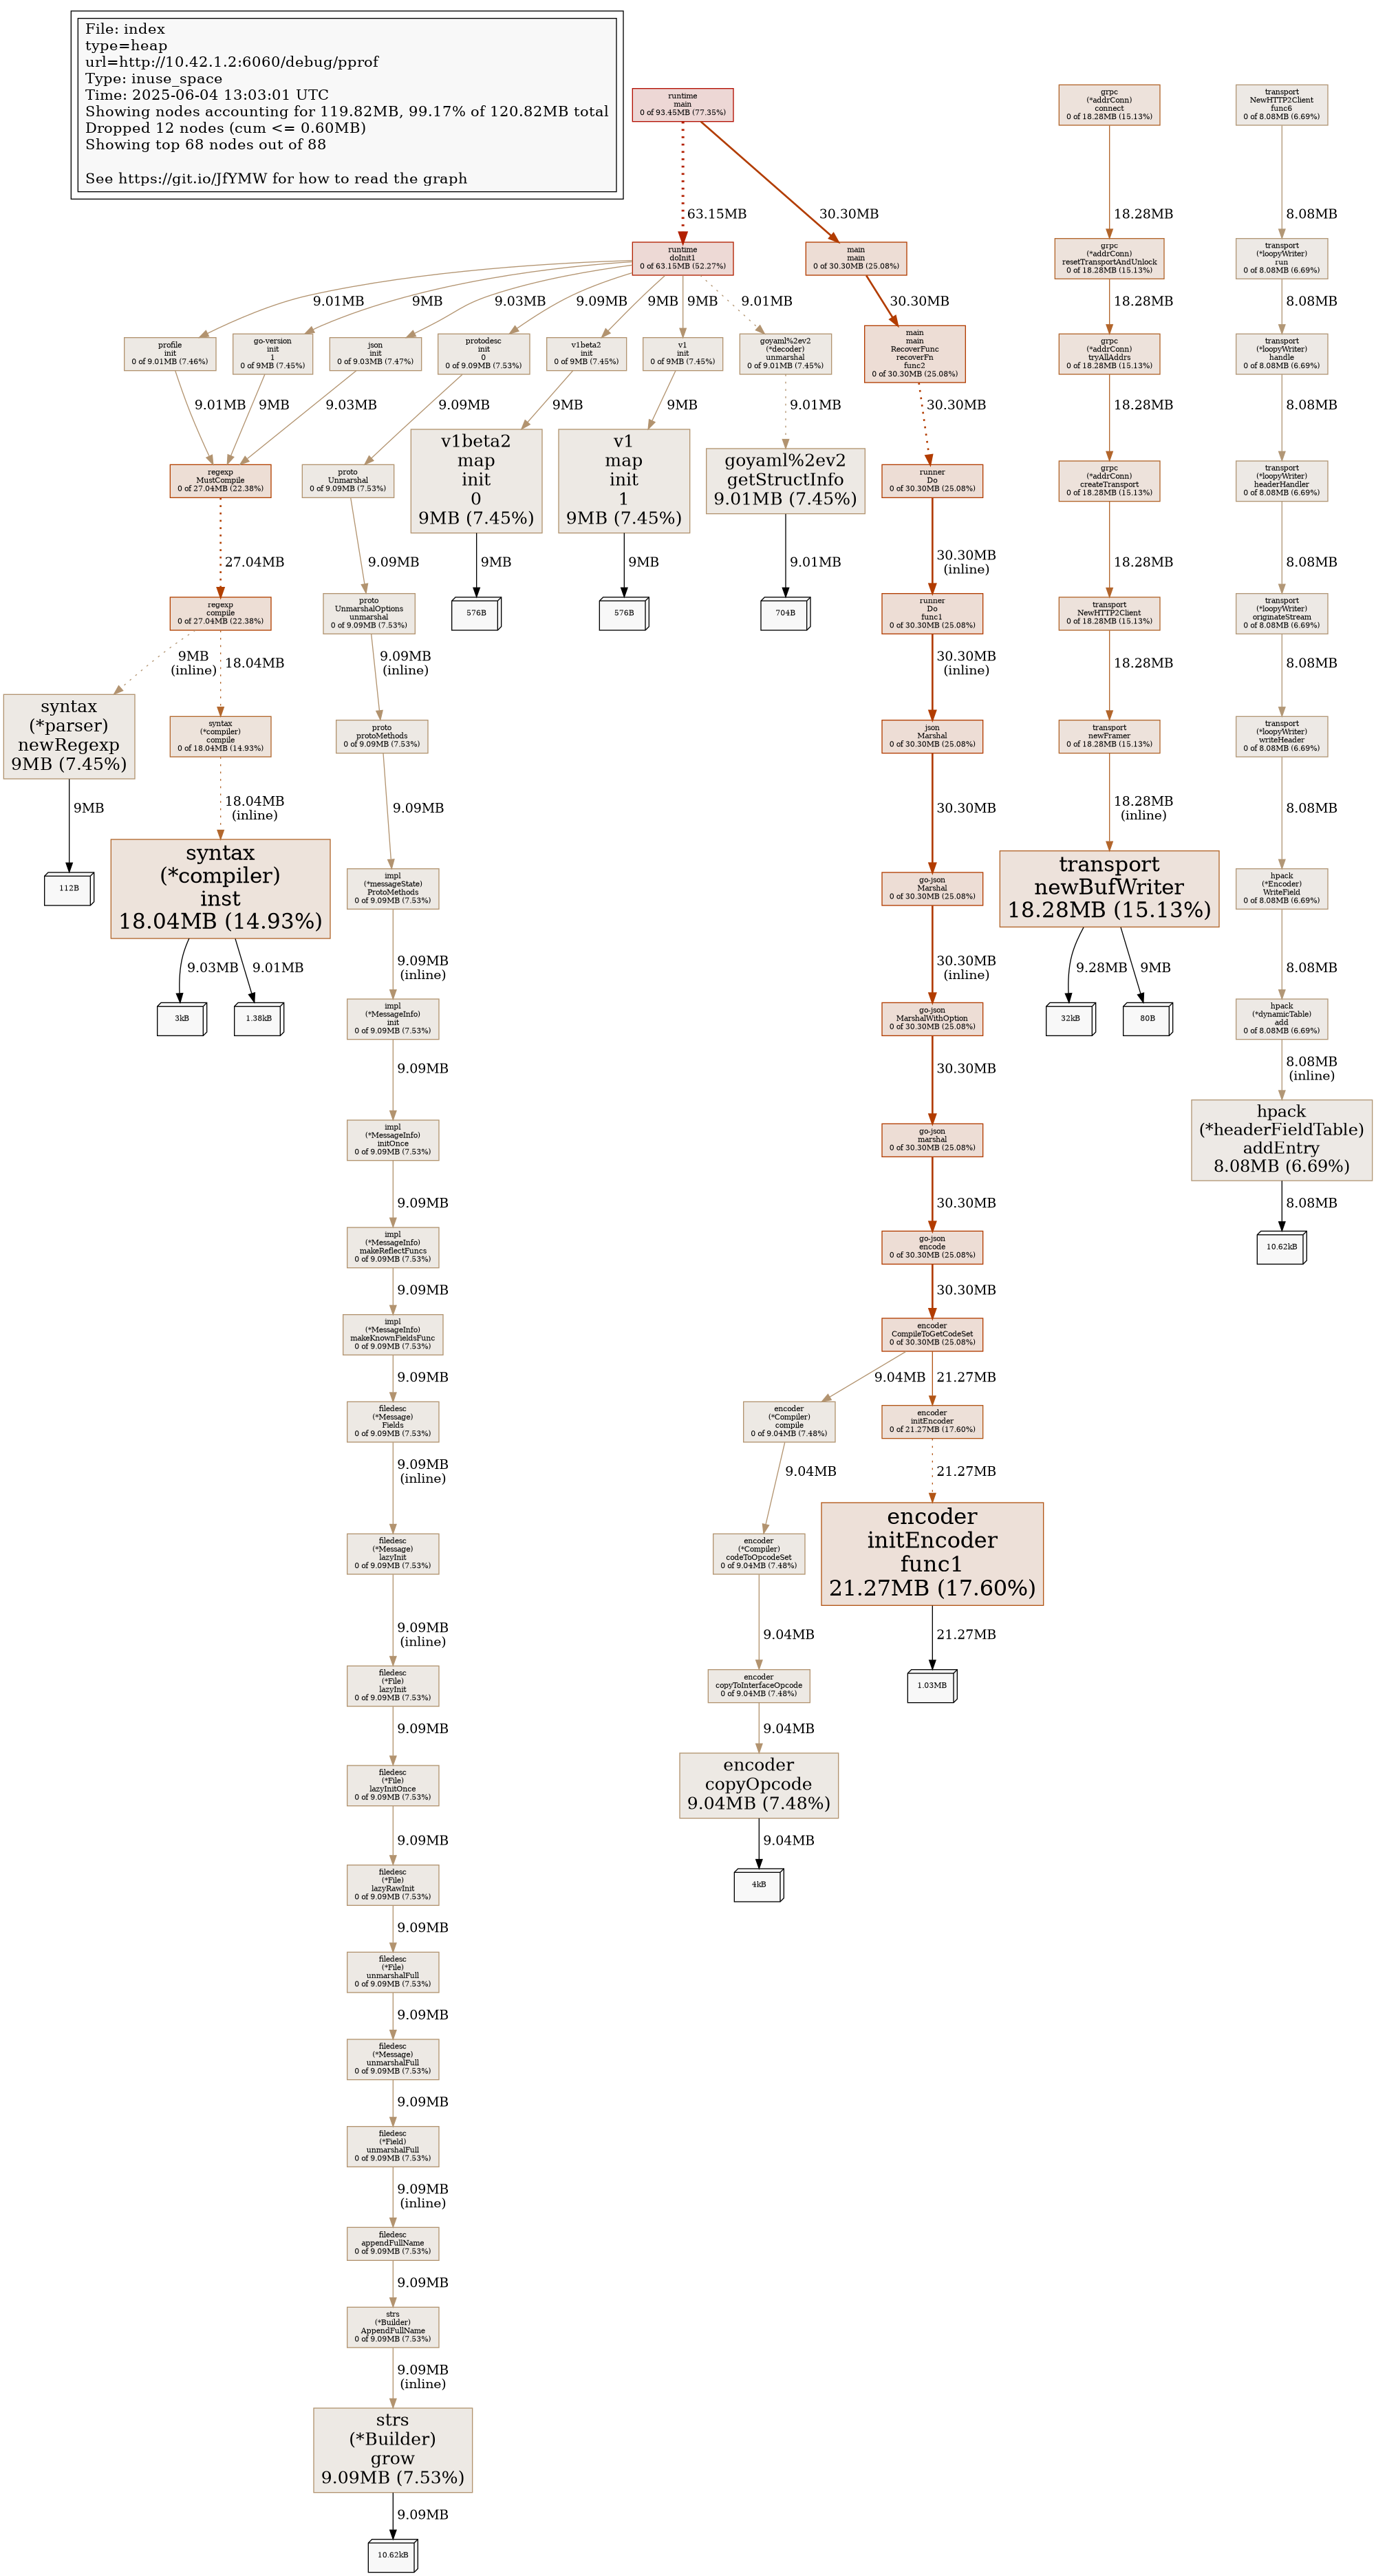 File: index
type=heap
url=http://10.42.1.2:6060/debug/pprof
Type: inuse_space
Time: 2025-06-04 13:03:01 UTC
Showing nodes accounting for 119.82MB, 99.17% of 120.82MB total
Dropped 12 nodes (cum <= 0.60MB)
Showing top 68 nodes out of 88
See https://git.io/JfYMW for how to read the graph
runtime
main
0 of 93.45MB (77.35%)
63.15MB
30.30MB
runtime
doInit1
0 of 63.15MB (52.27%)
9.01MB
9MB
9.03MB
9.09MB
9MB
9MB
9.01MB
profile
init
0 of 9.01MB (7.46%)
go-version
init
1
0 of 9MB (7.45%)
json
init
0 of 9.03MB (7.47%)
protodesc
init
0
0 of 9.09MB (7.53%)
v1beta2
init
0 of 9MB (7.45%)
v1
init
0 of 9MB (7.45%)
goyaml%2ev2
(*decoder)
unmarshal
0 of 9.01MB (7.45%)
9.01MB
9MB
9.03MB
9.09MB
9MB
9MB
9.01MB
regexp
MustCompile
0 of 27.04MB (22.38%)
27.04MB
regexp
compile
0 of 27.04MB (22.38%)
9MB
(inline)
18.04MB
syntax
(*parser)
newRegexp
9MB (7.45%)
9MB
112B
syntax
(*compiler)
compile
0 of 18.04MB (14.93%)
18.04MB
(inline)
syntax
(*compiler)
inst
18.04MB (14.93%)
9.03MB
9.01MB
3kB
1.38kB
proto
Unmarshal
0 of 9.09MB (7.53%)
9.09MB
proto
UnmarshalOptions
unmarshal
0 of 9.09MB (7.53%)
9.09MB
(inline)
proto
protoMethods
0 of 9.09MB (7.53%)
9.09MB
impl
(*messageState)
ProtoMethods
0 of 9.09MB (7.53%)
9.09MB
(inline)
impl
(*MessageInfo)
init
0 of 9.09MB (7.53%)
9.09MB
impl
(*MessageInfo)
initOnce
0 of 9.09MB (7.53%)
9.09MB
impl
(*MessageInfo)
makeReflectFuncs
0 of 9.09MB (7.53%)
9.09MB
impl
(*MessageInfo)
makeKnownFieldsFunc
0 of 9.09MB (7.53%)
9.09MB
filedesc
(*Message)
Fields
0 of 9.09MB (7.53%)
9.09MB
(inline)
filedesc
(*Message)
lazyInit
0 of 9.09MB (7.53%)
9.09MB
(inline)
filedesc
(*File)
lazyInit
0 of 9.09MB (7.53%)
9.09MB
filedesc
(*File)
lazyInitOnce
0 of 9.09MB (7.53%)
9.09MB
filedesc
(*File)
lazyRawInit
0 of 9.09MB (7.53%)
9.09MB
filedesc
(*File)
unmarshalFull
0 of 9.09MB (7.53%)
9.09MB
filedesc
(*Message)
unmarshalFull
0 of 9.09MB (7.53%)
9.09MB
filedesc
(*Field)
unmarshalFull
0 of 9.09MB (7.53%)
9.09MB
(inline)
filedesc
appendFullName
0 of 9.09MB (7.53%)
9.09MB
strs
(*Builder)
AppendFullName
0 of 9.09MB (7.53%)
9.09MB
(inline)
strs
(*Builder)
grow
9.09MB (7.53%)
9.09MB
10.62kB
v1beta2
map
init
0
9MB (7.45%)
9MB
576B
v1
map
init
1
9MB (7.45%)
9MB
576B
goyaml%2ev2
getStructInfo
9.01MB (7.45%)
9.01MB
704B
main
main
0 of 30.30MB (25.08%)
30.30MB
main
main
RecoverFunc
recoverFn
func2
0 of 30.30MB (25.08%)
30.30MB
runner
Do
0 of 30.30MB (25.08%)
30.30MB
(inline)
runner
Do
func1
0 of 30.30MB (25.08%)
30.30MB
(inline)
json
Marshal
0 of 30.30MB (25.08%)
30.30MB
go-json
Marshal
0 of 30.30MB (25.08%)
30.30MB
(inline)
go-json
MarshalWithOption
0 of 30.30MB (25.08%)
30.30MB
go-json
marshal
0 of 30.30MB (25.08%)
30.30MB
go-json
encode
0 of 30.30MB (25.08%)
30.30MB
encoder
CompileToGetCodeSet
0 of 30.30MB (25.08%)
9.04MB
21.27MB
encoder
(*Compiler)
compile
0 of 9.04MB (7.48%)
9.04MB
encoder
(*Compiler)
codeToOpcodeSet
0 of 9.04MB (7.48%)
9.04MB
encoder
copyToInterfaceOpcode
0 of 9.04MB (7.48%)
9.04MB
encoder
copyOpcode
9.04MB (7.48%)
9.04MB
4kB
encoder
initEncoder
0 of 21.27MB (17.60%)
21.27MB
encoder
initEncoder
func1
21.27MB (17.60%)
21.27MB
1.03MB
grpc
(*addrConn)
connect
0 of 18.28MB (15.13%)
18.28MB
grpc
(*addrConn)
resetTransportAndUnlock
0 of 18.28MB (15.13%)
18.28MB
grpc
(*addrConn)
tryAllAddrs
0 of 18.28MB (15.13%)
18.28MB
grpc
(*addrConn)
createTransport
0 of 18.28MB (15.13%)
18.28MB
transport
NewHTTP2Client
0 of 18.28MB (15.13%)
18.28MB
transport
newFramer
0 of 18.28MB (15.13%)
18.28MB
(inline)
transport
newBufWriter
18.28MB (15.13%)
9.28MB
9MB
32kB
80B
transport
NewHTTP2Client
func6
0 of 8.08MB (6.69%)
8.08MB
transport
(*loopyWriter)
run
0 of 8.08MB (6.69%)
8.08MB
transport
(*loopyWriter)
handle
0 of 8.08MB (6.69%)
8.08MB
transport
(*loopyWriter)
headerHandler
0 of 8.08MB (6.69%)
8.08MB
transport
(*loopyWriter)
originateStream
0 of 8.08MB (6.69%)
8.08MB
transport
(*loopyWriter)
writeHeader
0 of 8.08MB (6.69%)
8.08MB
hpack
(*Encoder)
WriteField
0 of 8.08MB (6.69%)
8.08MB
hpack
(*dynamicTable)
add
0 of 8.08MB (6.69%)
8.08MB
(inline)
hpack
(*headerFieldTable)
addEntry
8.08MB (6.69%)
8.08MB
10.62kB